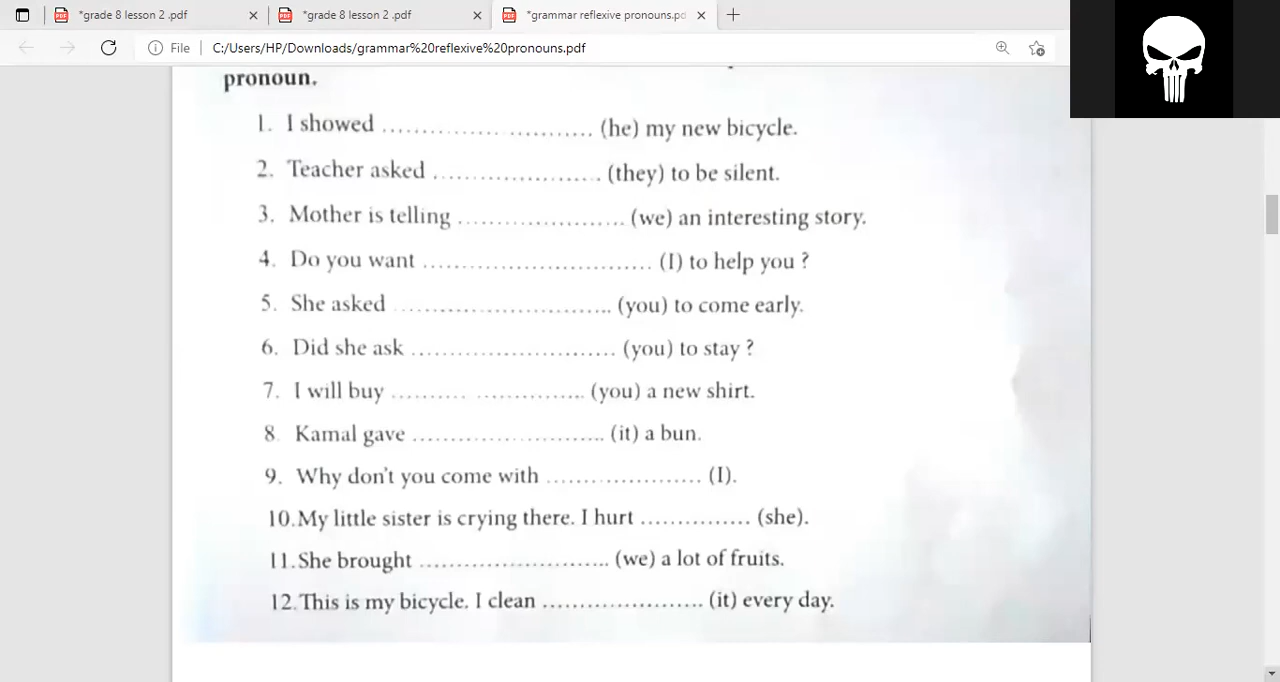 *grammar reflexive pronouns.pd
*grade 8 lesson 2 .pdf
*grade 8 lesson 2 .pdf
File C:/Users/HP/Downloads/grammar%20reflexive%20pronouns.pdf
pronoun.
1. I showed .............................. (he) my new bicycle.
2. Teacher asked ........................ (they) to be silent.
3. Mother is telling ........................ (we) an interesting story.
4. Do you want ................................ (I) to help you ?
5. She asked .............................. (you) to come early.
6. Did she ask ............................ (you) to stay ?
7. I will buy .......................... (you) a new shirt.
8. Kamal gave .......................... (it) a bun.
9. Why don't you come with ..................... (I).
10.My little sister is crying there. I hurt ............... (she).
11.She brought .......................... (we) a lot of fruits.
12.This is my bicycle. I clean ...................... (it) every day.